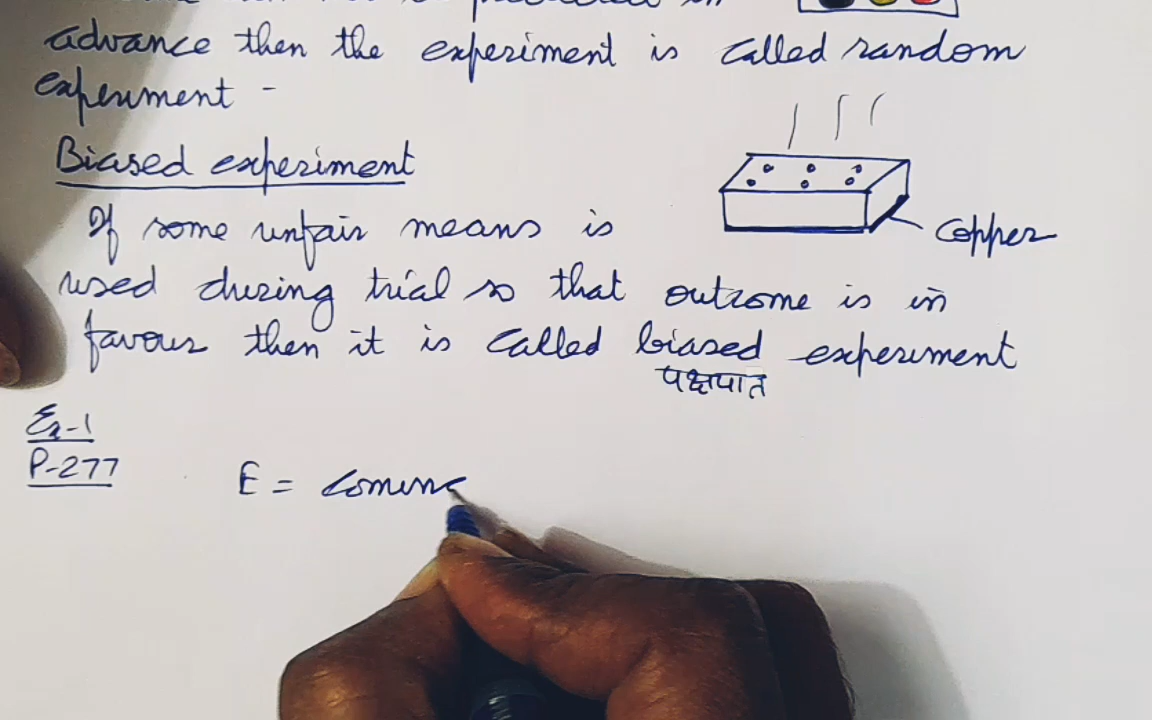 in
advance then the experiment is called random
experiment -
Biased experiment
If some unfair means is
Copper
used during trial so that outcome is in
favour then it is called biased experiment
पक्षपात
Ex-1
P-277
E =